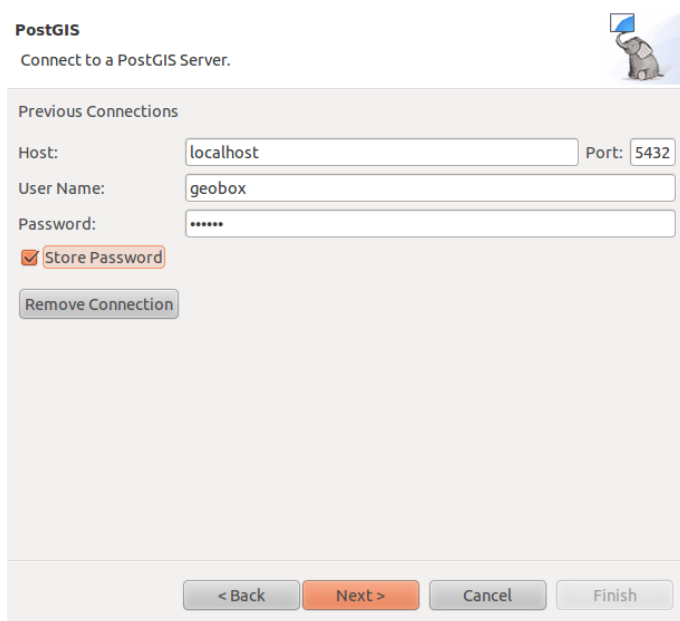 PostGIS
Connect to a PostGIS Server.
Previous Connections
Host: localhost Port: 5432
User Name: geobox
Password: ••••••
Store Password
Remove Connection
< Back Next > Cancel Finish